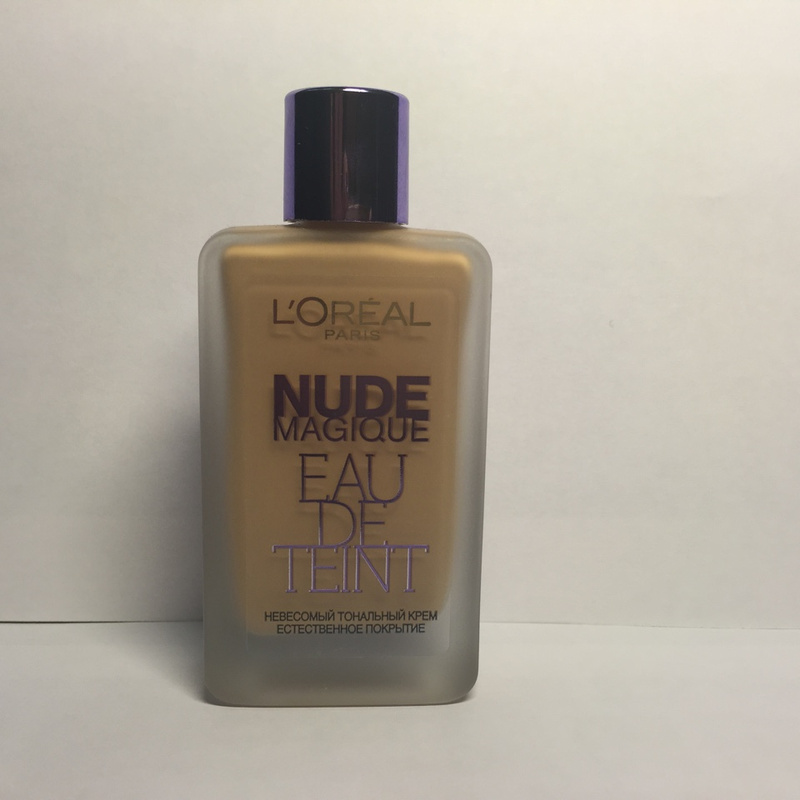 L'ORÉAL
PARIS
NUDE
MAGIQUE
EAU
DE
TEINT
НЕВЕСОМЫЙ ТОНАЛЬНЫЙ КРЕМ
ЕСТЕСТВЕННОЕ ПОКРЫТИЕ